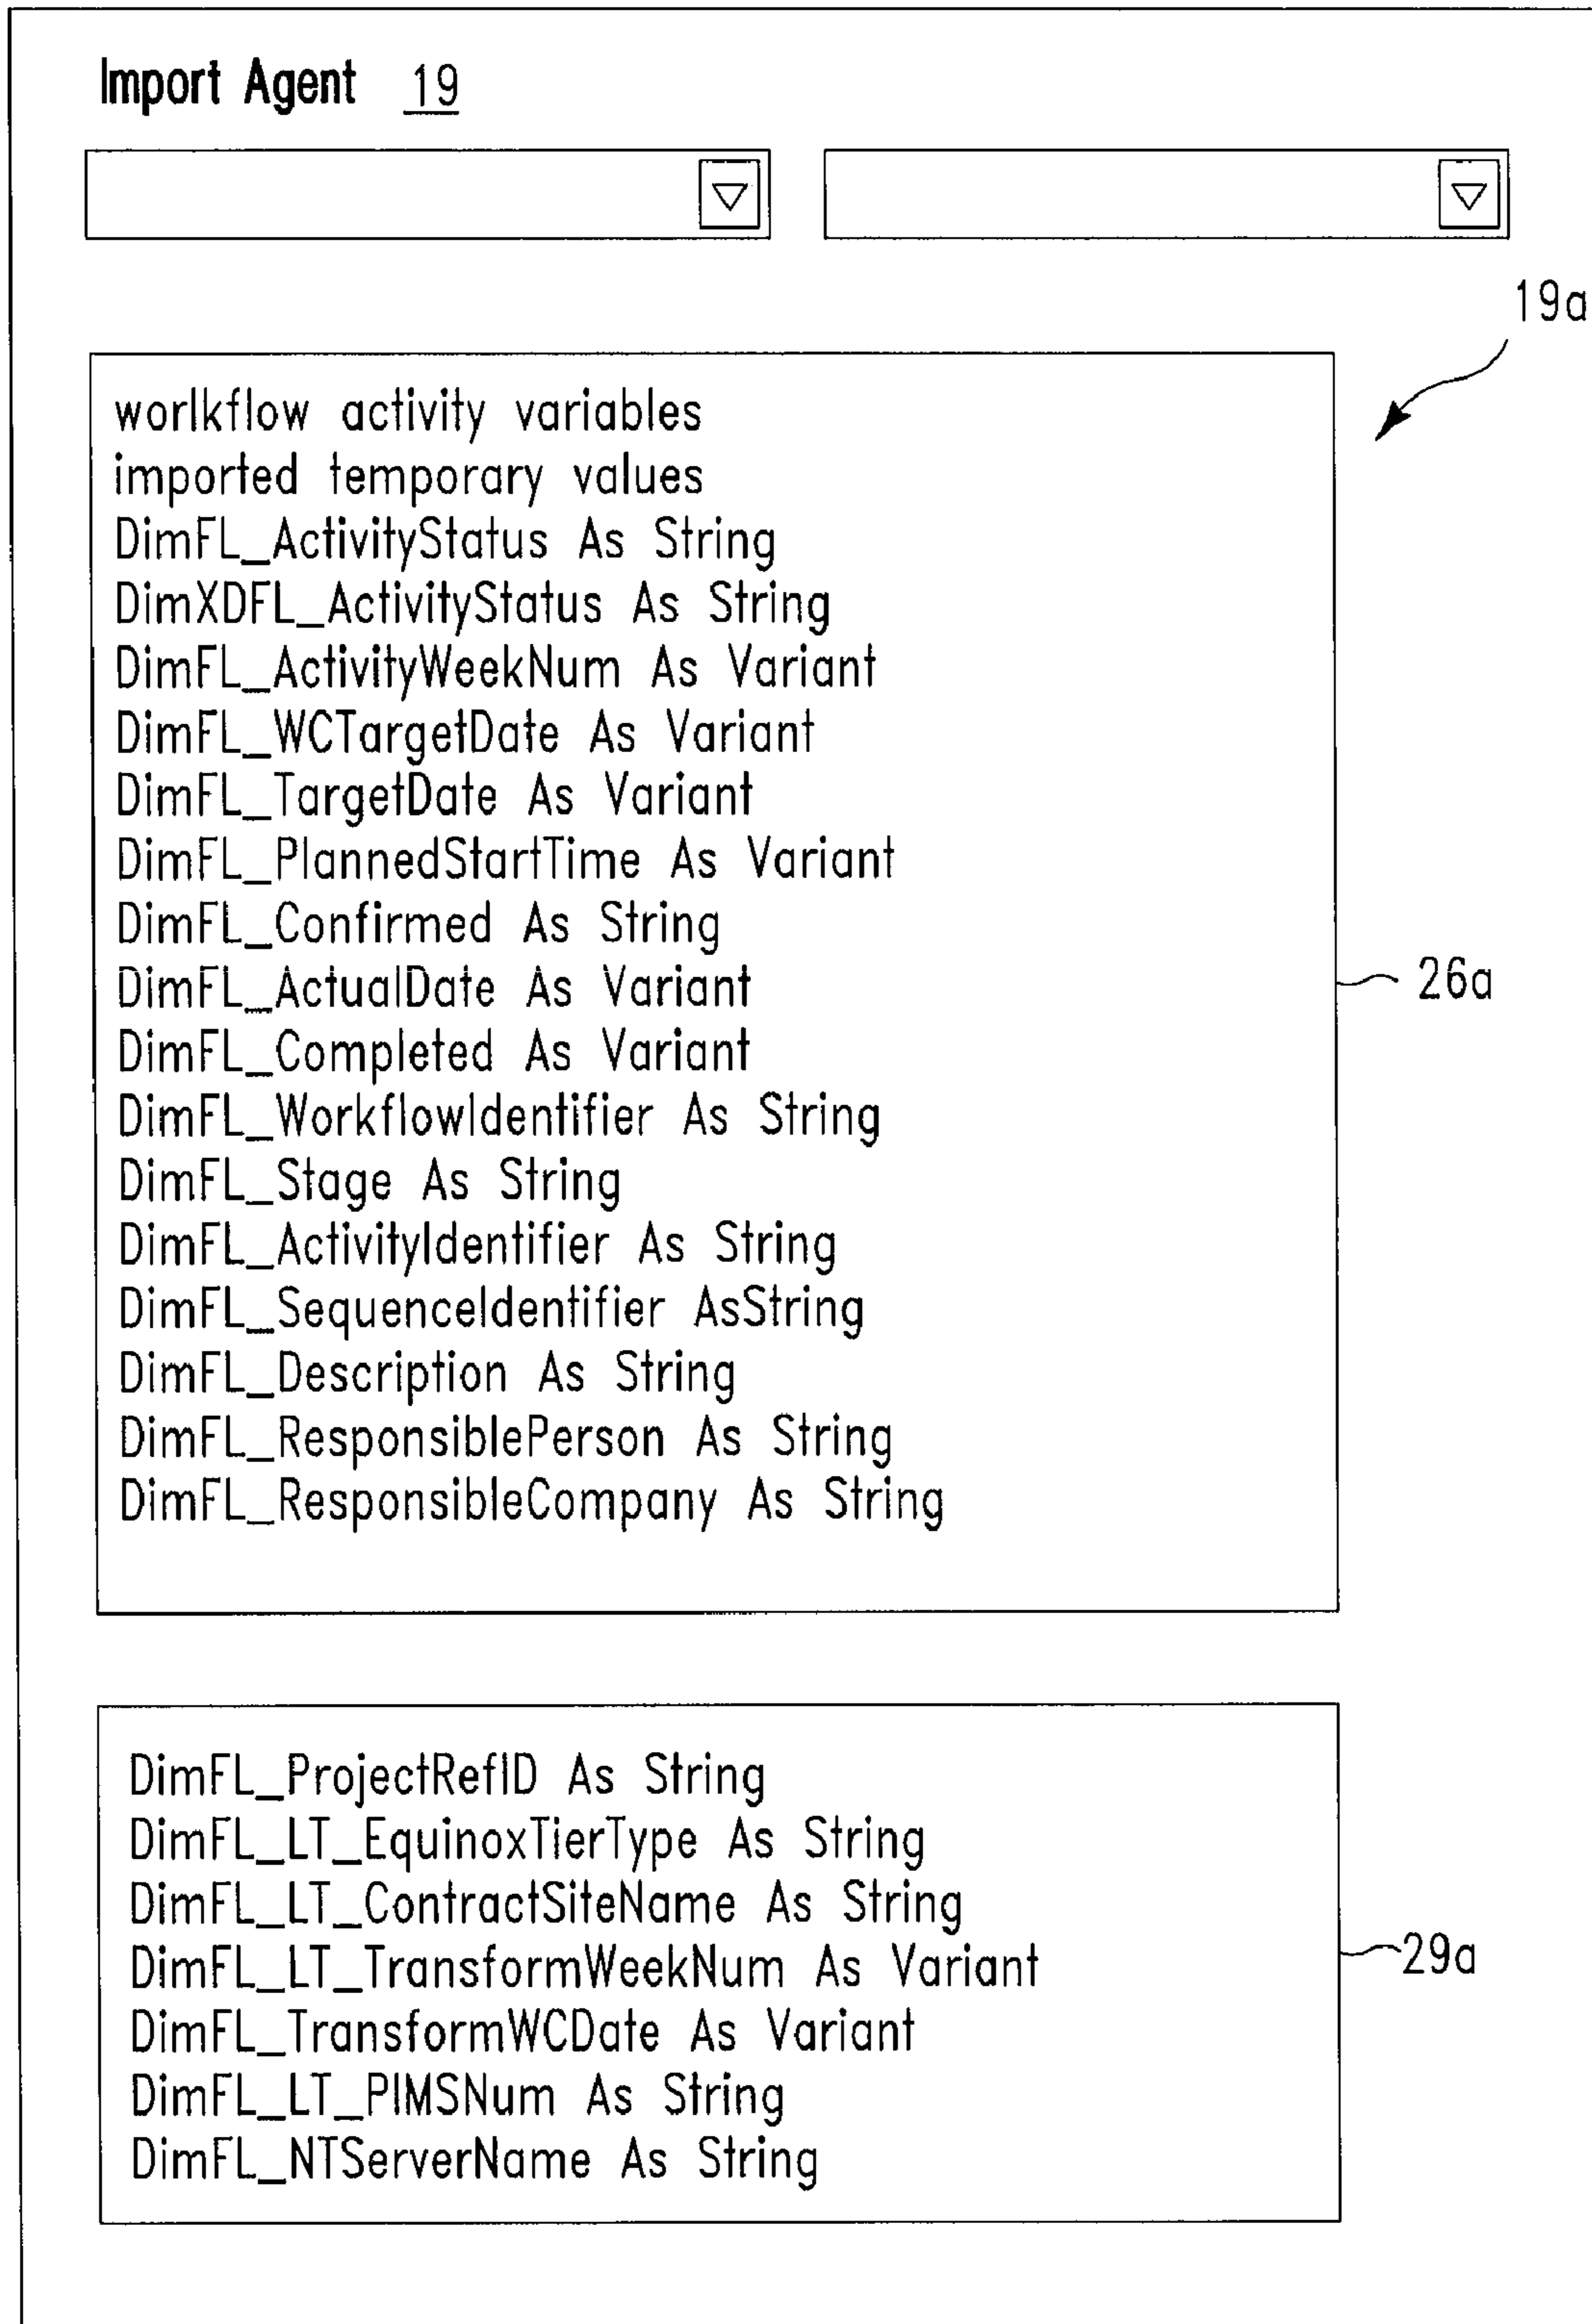 Import Agent 19
19a
worlkflow activity variables
imported temporary values
DimFL_ActivityStatus As String
DimXDFL_ActivityStatus As String
DimFL_ActivityWeekNum As Variant
DimFL_WCTargetDate As Variant
DimFL_TargetDate As Variant
DimFL_PlannedStartTime As Variant
DimFL_Confirmed As String
DimFL_ActualDate As Variant
26a
DimFL_Completed As Variant
DimFL_WorkflowIdentifier As String
DimFL_Stage As String
DimFL_ActivityIdentifier As String
DimFL_SequenceIdentifier AsString
DimFL_Description As String
DimFL_ResponsiblePerson As String
DimFL_ResponsibleCompany As String
DimFL_ProjectRefID As String
DimFL_LT_EquinoxTierType As String
DimFL_LT_ContractSiteName As String
DimFL_LT_TransformWeekNum As Variant
29a
DimFL_TransformWCDate As Variant
DimFL_LT_PIMSNum As String
DimFL_NTServerName As String